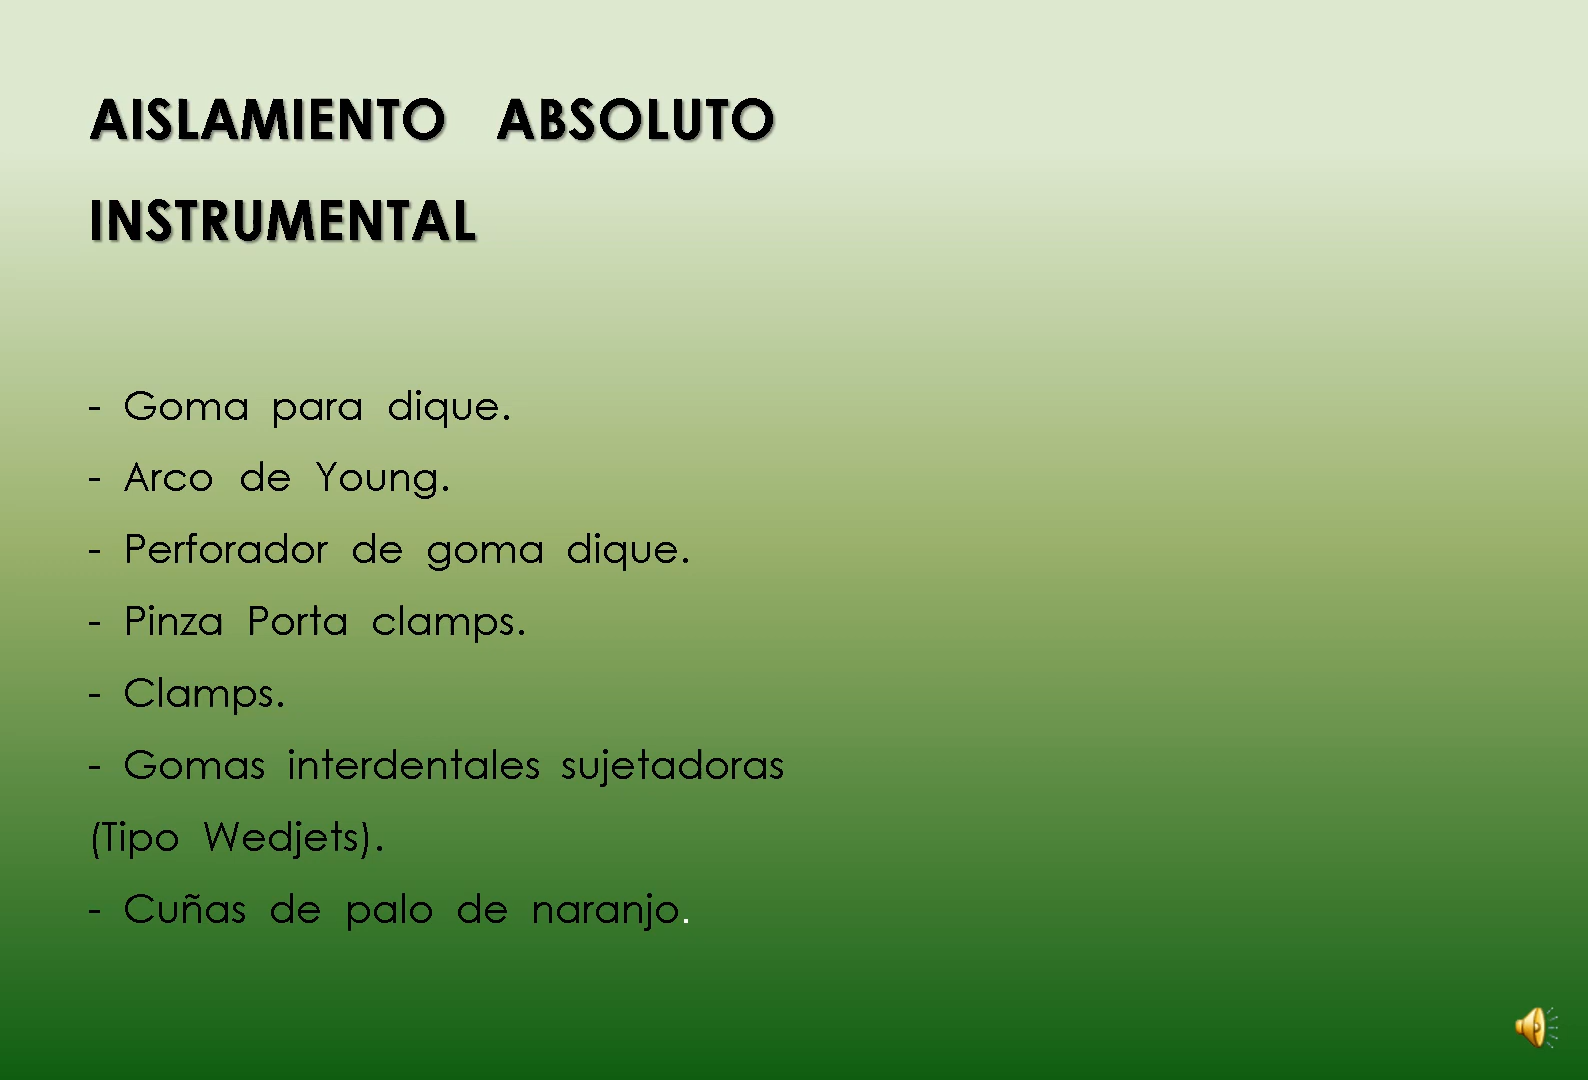 AISLAMIENTO ABSOLUTO
INSTRUMENTAL
- Goma para dique.
- Arco de Young.
- Perforador de goma dique.
- Pinza Porta clamps.
- Clamps.
- Gomas interdentales sujetadoras
(Tipo Wedjets).
- Cuñas de palo de naranjo.